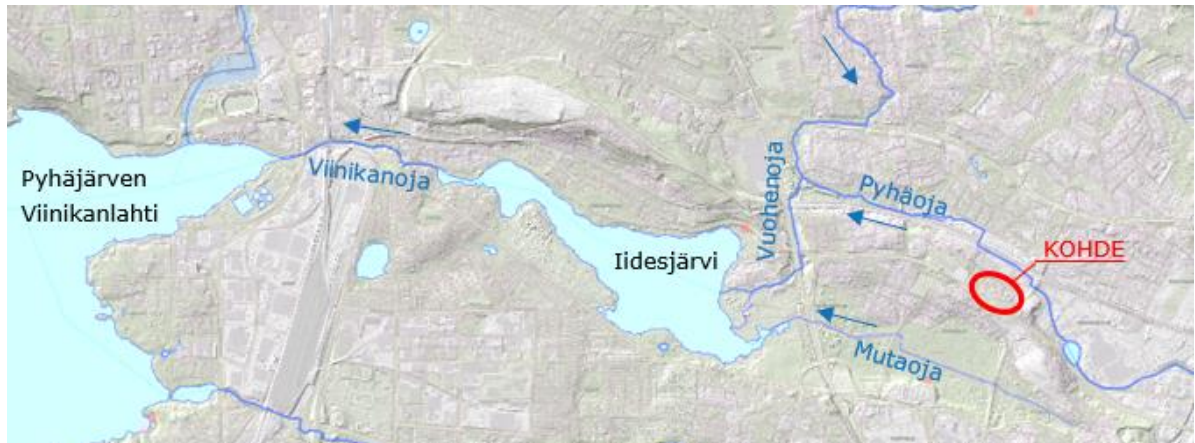 Pyhäjärven
Viinikanlahti
Viinikanoja
Iidesjärvi
Vuohenoja
Pyhäoja
KOHDE
Mutaoja